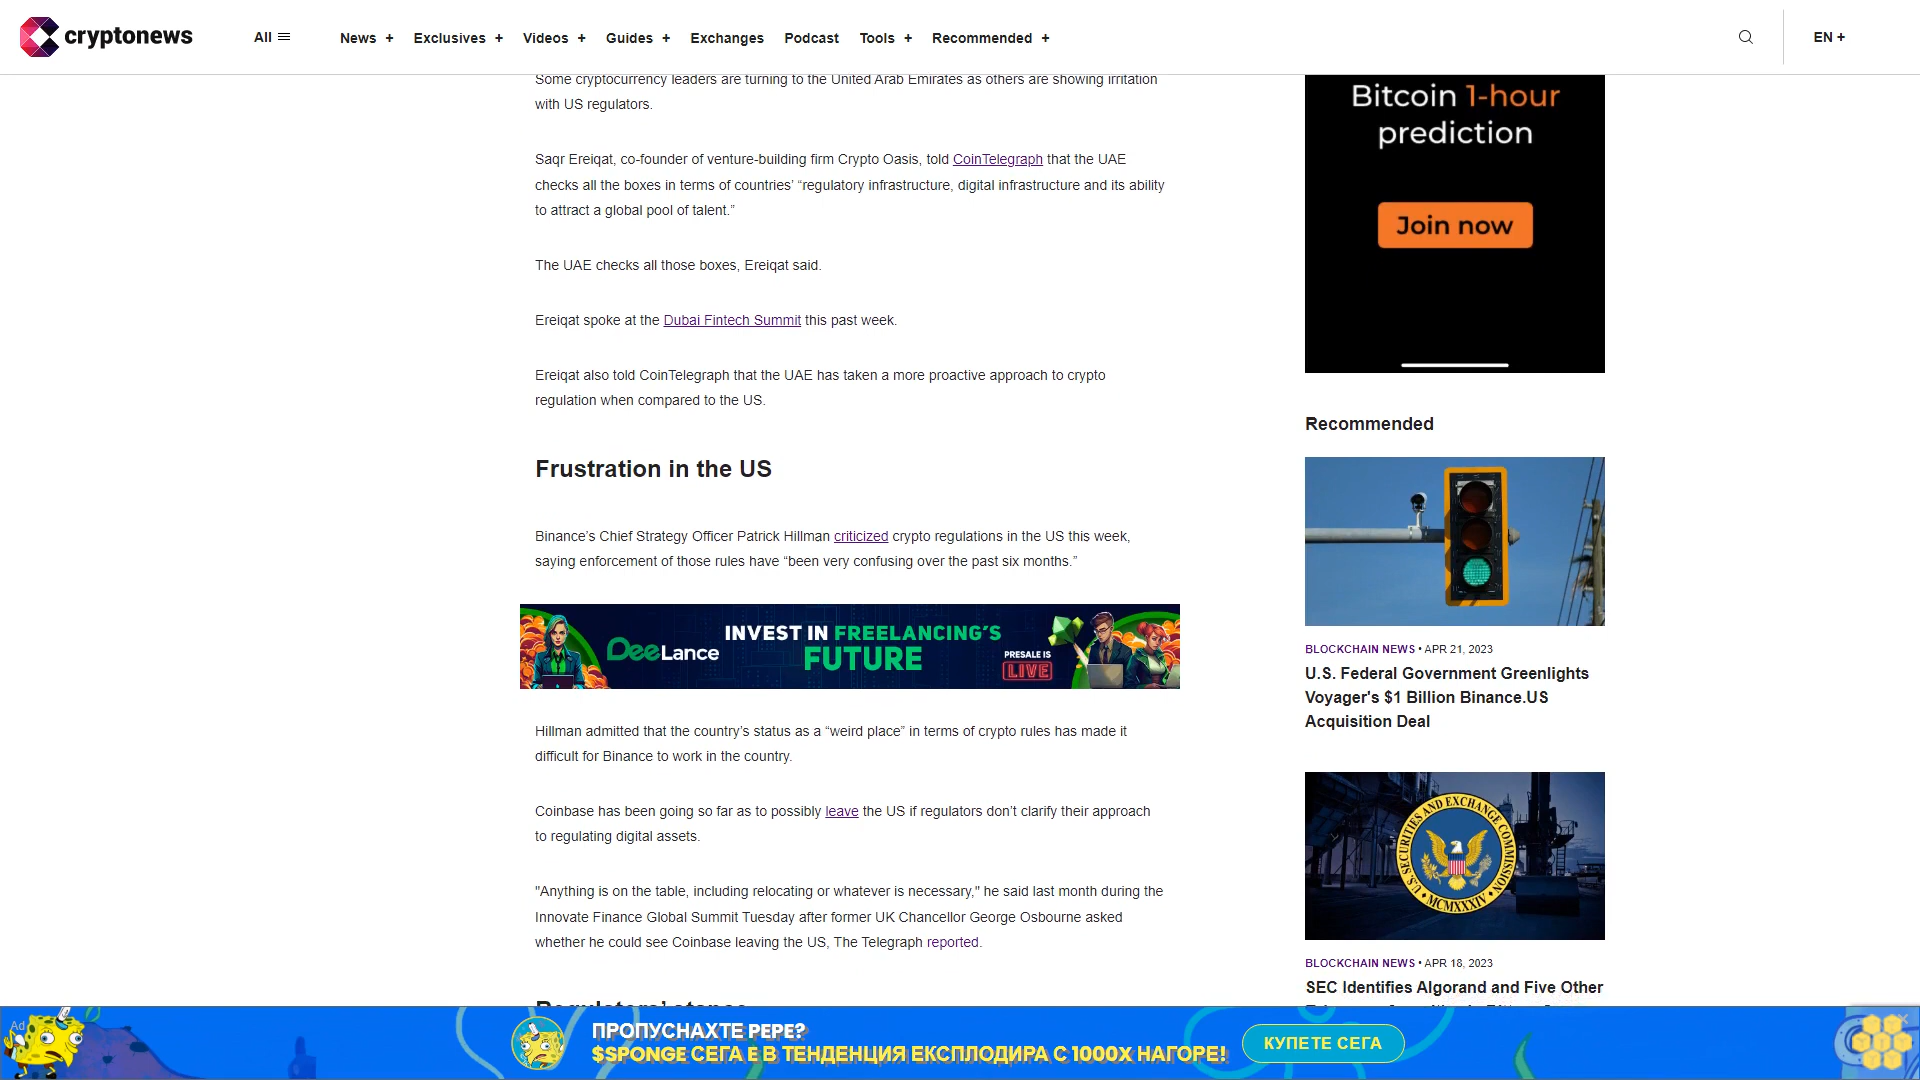 cryptonews
All
News +
Exclusives +
Videos +
Guides +
Exchanges
Podcast
Tools +
Recommended +
EN +
Some cryptocurrency leaders are turning to the United Arab Emirates as others are showing irritation
with US regulators.
Saqr Ereiqat, co-founder of venture-building firm Crypto Oasis, told CoinTelegraph that the UAE
checks all the boxes in terms of countries’ “regulatory infrastructure, digital infrastructure and its ability
to attract a global pool of talent.”
The UAE checks all those boxes, Ereiqat said.
Ereiqat spoke at the Dubai Fintech Summit this past week.
Ereiqat also told CoinTelegraph that the UAE has taken a more proactive approach to crypto
regulation when compared to the US.
Frustration in the US
Binance’s Chief Strategy Officer Patrick Hillman criticized crypto regulations in the US this week,
saying enforcement of those rules have “been very confusing over the past six months.”
DeeLance
INVEST IN FREELANCING'S
FUTURE
PRESALE IS
LIVE
Hillman admitted that the country’s status as a “weird place” in terms of crypto rules has made it
difficult for Binance to work in the country.
Coinbase has been going so far as to possibly leave the US if regulators don’t clarify their approach
to regulating digital assets.
"Anything is on the table, including relocating or whatever is necessary," he said last month during the
Innovate Finance Global Summit Tuesday after former UK Chancellor George Osbourne asked
whether he could see Coinbase leaving the US, The Telegraph reported.
Regulators’ stance
Bitcoin 1-hour
prediction
Join now
Recommended
BLOCKCHAIN NEWS • APR 21, 2023
U.S. Federal Government Greenlights
Voyager's $1 Billion Binance.US
Acquisition Deal
U.S. SECURITIES AND EXCHANGE COMMISSION
MCMXXXIV
BLOCKCHAIN NEWS • APR 18, 2023
SEC Identifies Algorand and Five Other
Ad
ПРОПУСНАХТЕ PEPE?
$SPONGE СЕГА Е В ТЕНДЕНЦИЯ ЕКСПЛОДИРА С 1000X НАГОРЕ!
КУПЕТЕ СЕГА